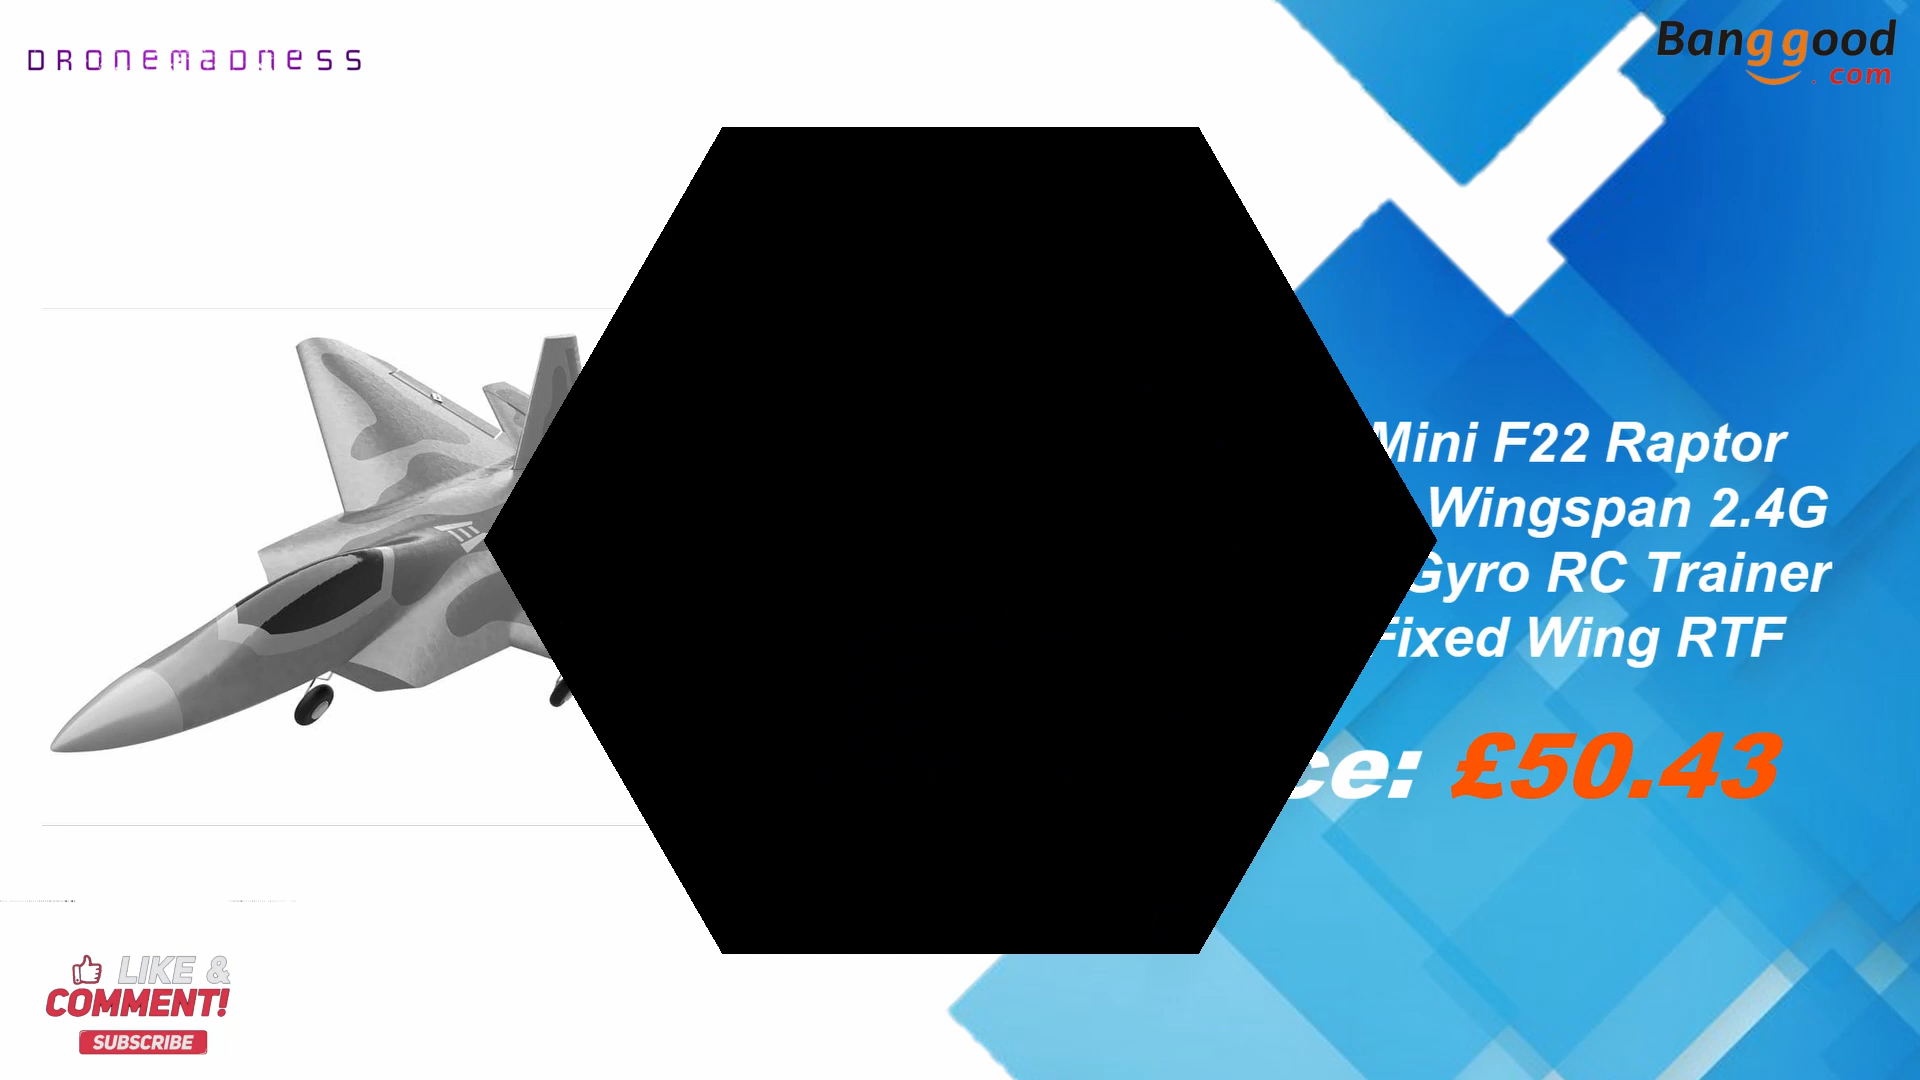 DRONEMADNESS
Banggood
.com
Mini F22 Raptor
Wingspan 2.4G
Gyro RC Trainer
Fixed Wing RTF
ce: £50.43
LIKE &
COMMENT!
SUBSCRIBE